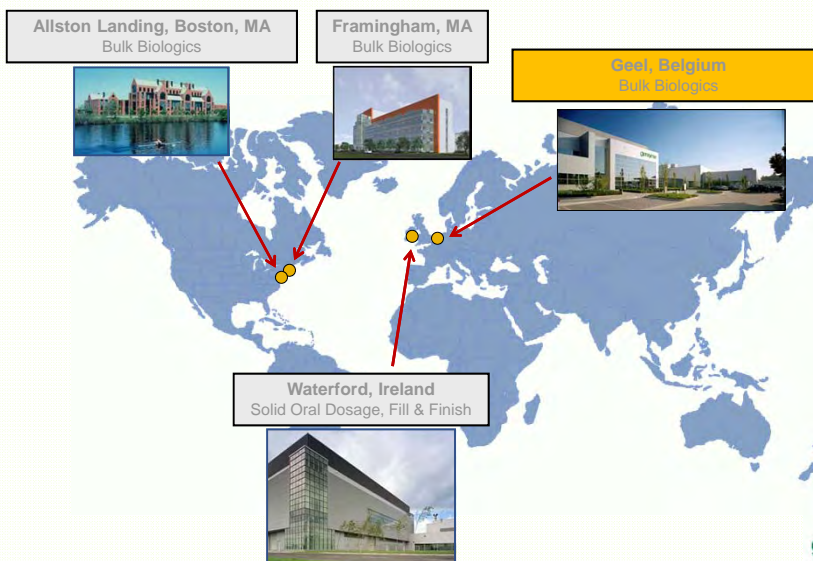 Allston Landing, Boston, MA
Bulk Biologics
Framingham, MA
Bulk Biologics
Geel, Belgium
Bulk Biologics
Waterford, Ireland
Solid Oral Dosage, Fill & Finish